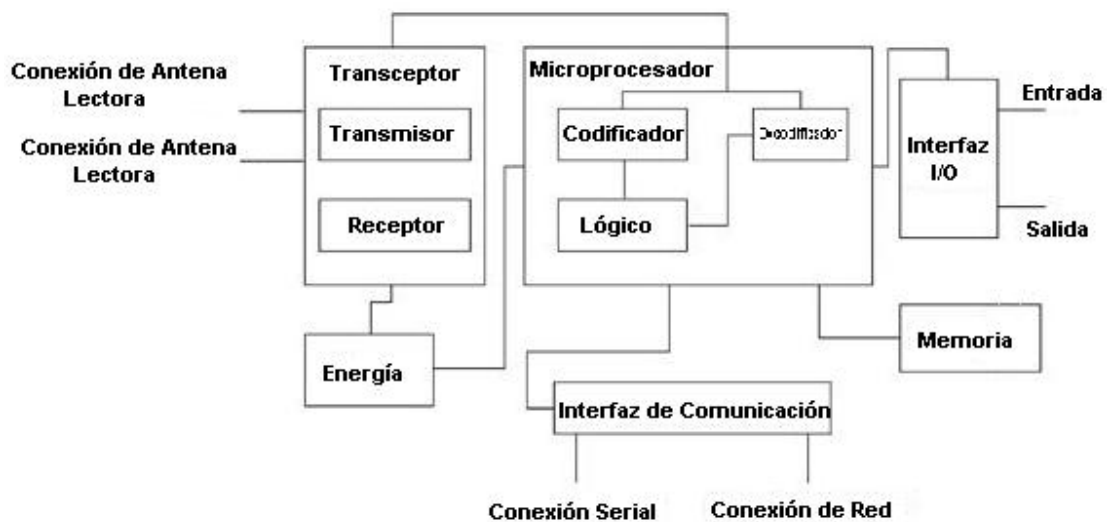 Conexión de Antena
Lectora
Conexión de Antena
Lectora
Transceptor
Transmisor
Receptor
Energía
Microprocesador
Codificador
Decodificador
Lógico
Interfaz
I/O
Entrada
Salida
Memoria
Interfaz de Comunicación
Conexión Serial
Conexión de Red